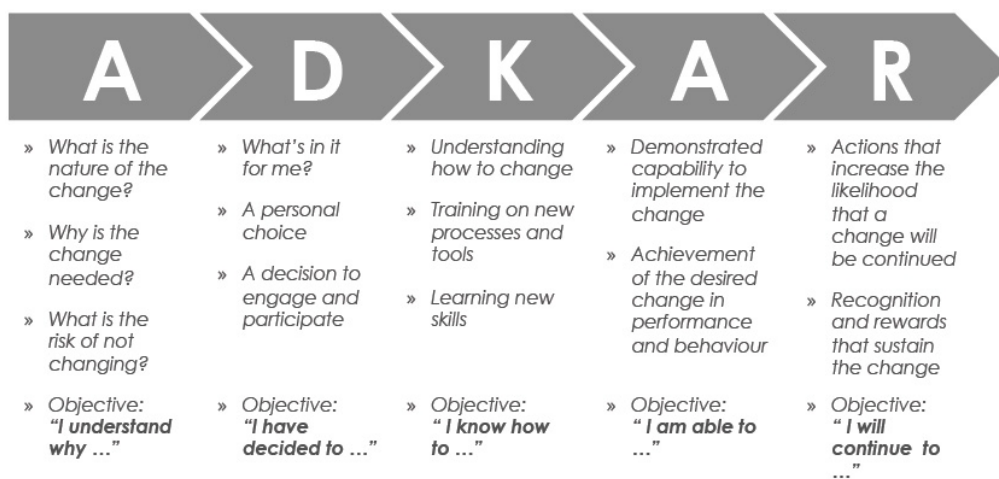 A D K A R
» What is the
nature of the
change?
» Why is the
change
needed?
» What is the
risk of not
changing?
» Objective:
“I understand
why …”
» What’s in it
for me?
» A personal
choice
» A decision to
engage and
participate
» Objective:
“I have
decided to …”
» Understanding
how to change
» Training on new
processes and
tools
» Learning new
skills
» Objective:
“ I know how
to …”
» Demonstrated
capability to
implement the
change
» Achievement
of the desired
change in
performance
and behaviour
» Objective:
“ I am able to
…”
» Actions that
increase the
likelihood
that a
change will
be continued
» Recognition
and rewards
that sustain
the change
» Objective:
“ I will
continue to
…”